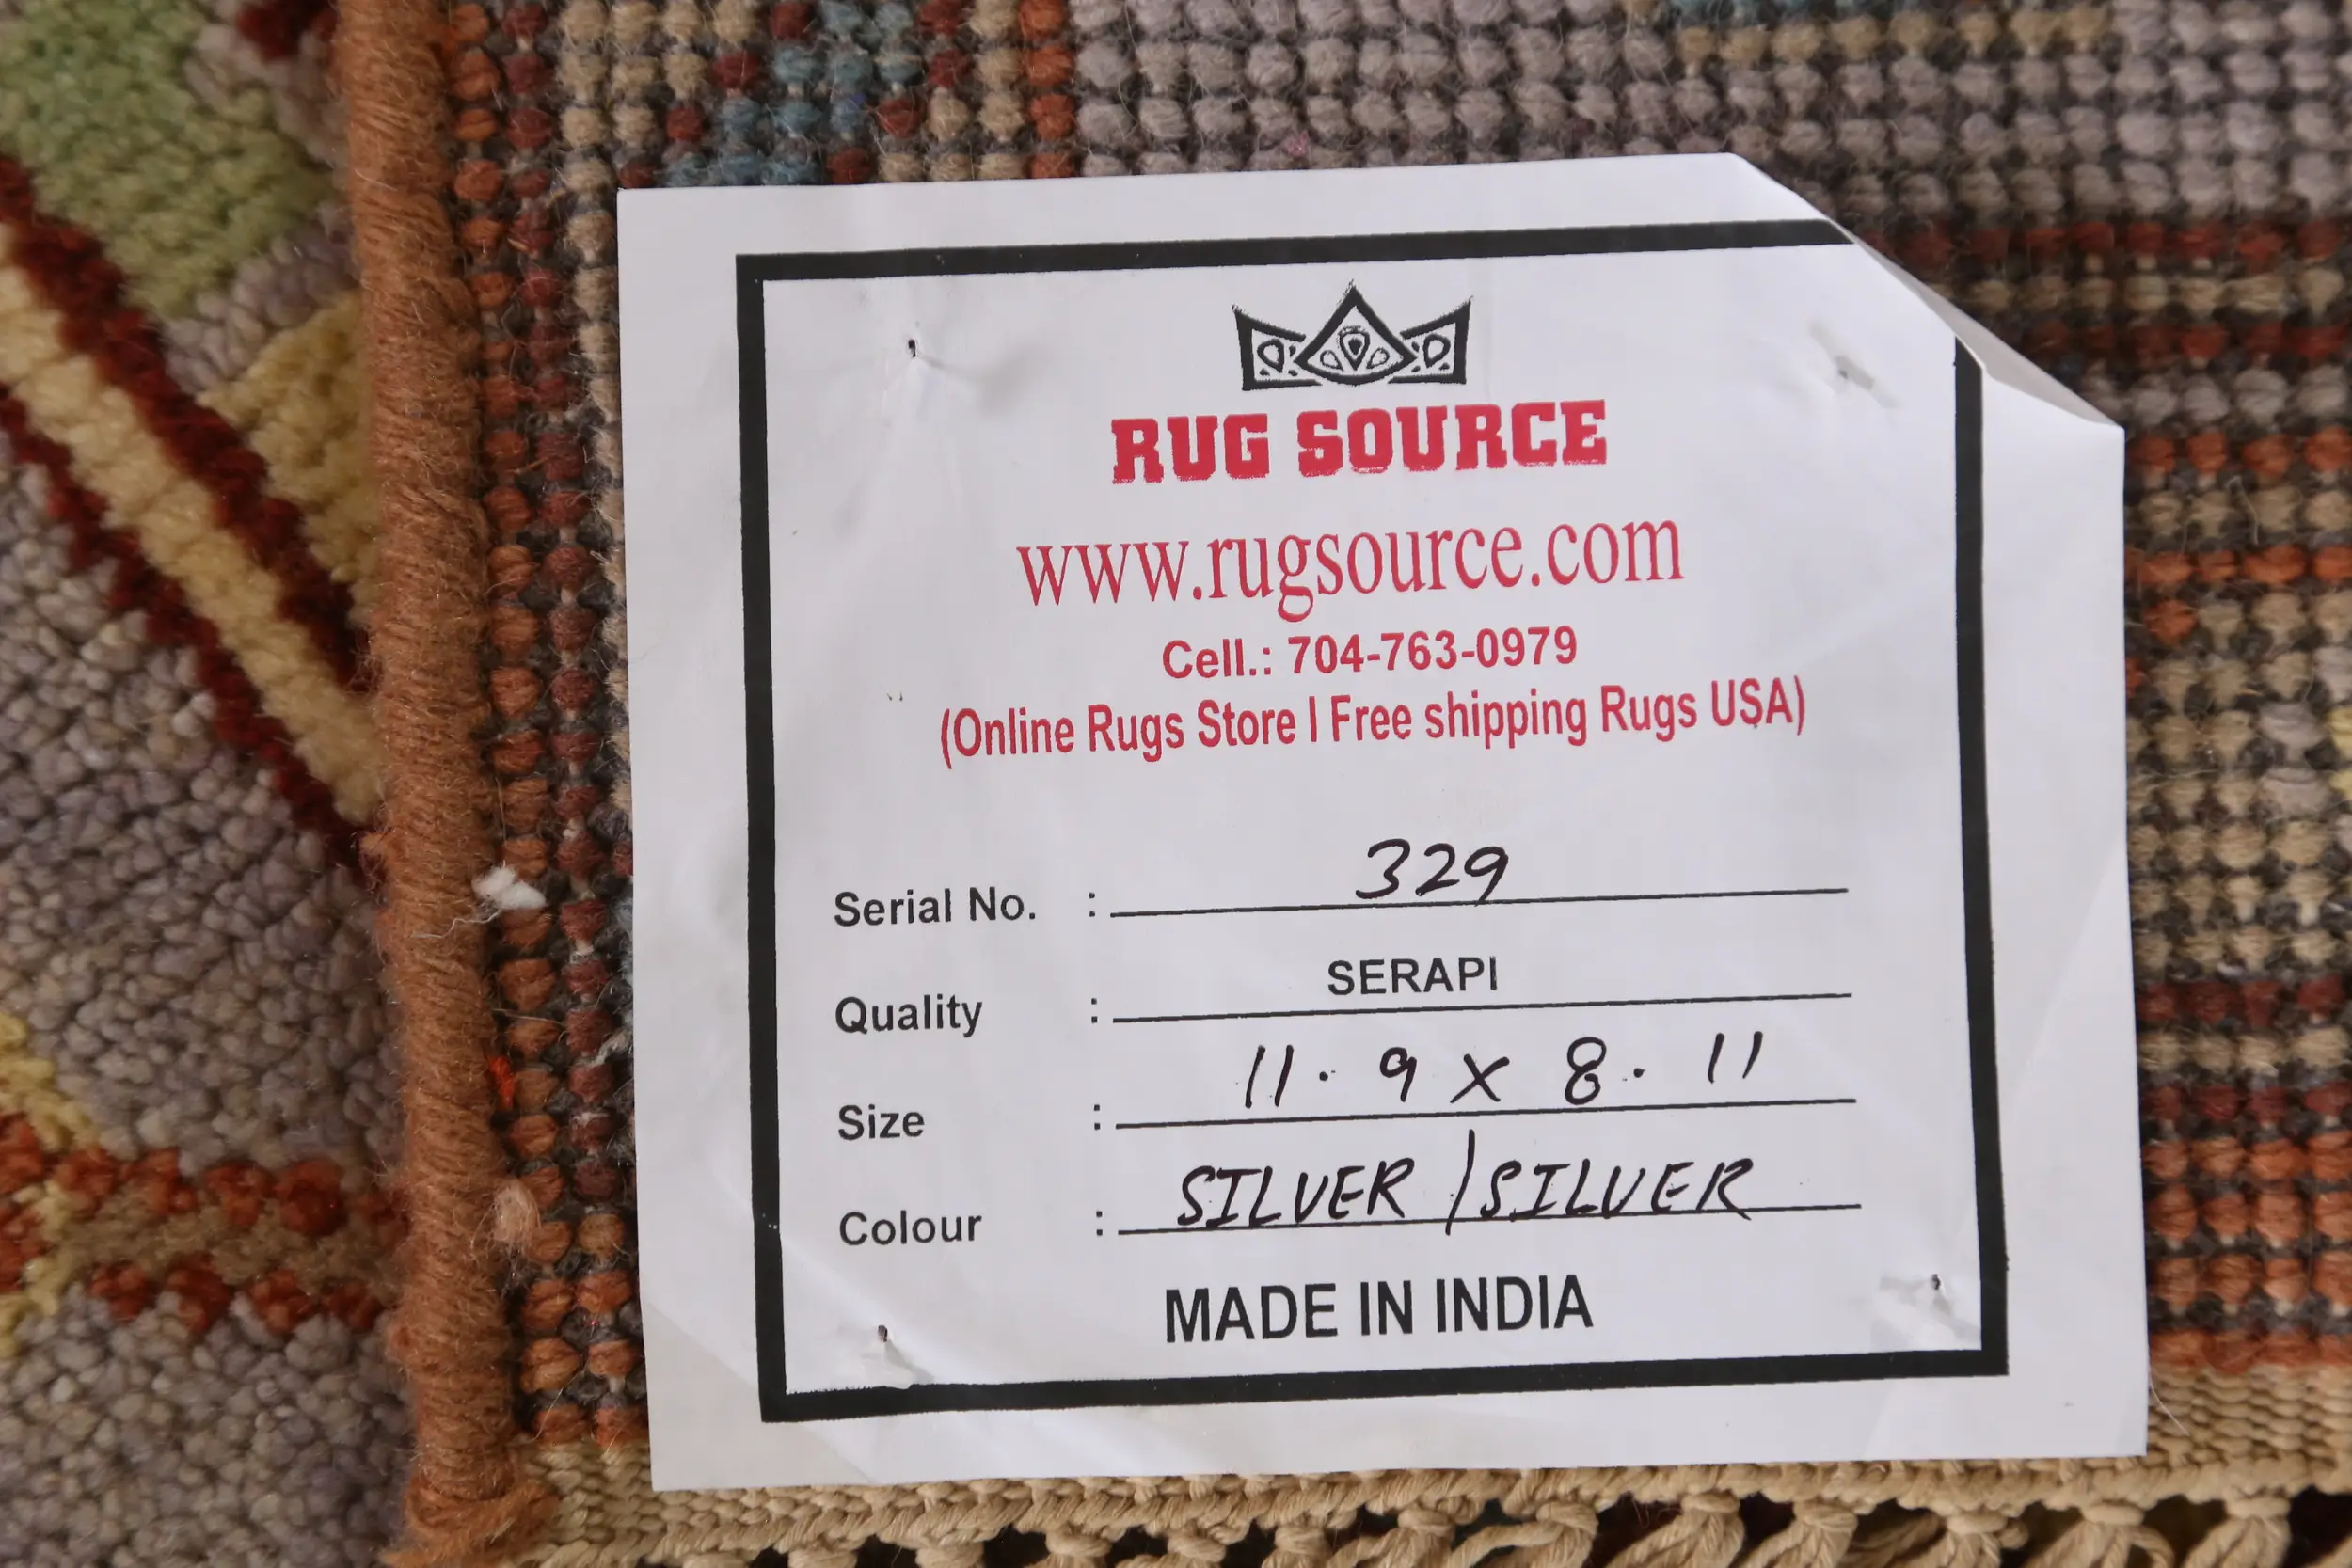 RUG SOURCE
www.rugsource.com
Cell.: 704-763-0979
(Online Rugs Store I Free shipping Rugs USA)
Serial No. : 329
Quality : SERAPI
Size : 11.9 x 8.11
Colour : SILVER/SILVER
MADE IN INDIA